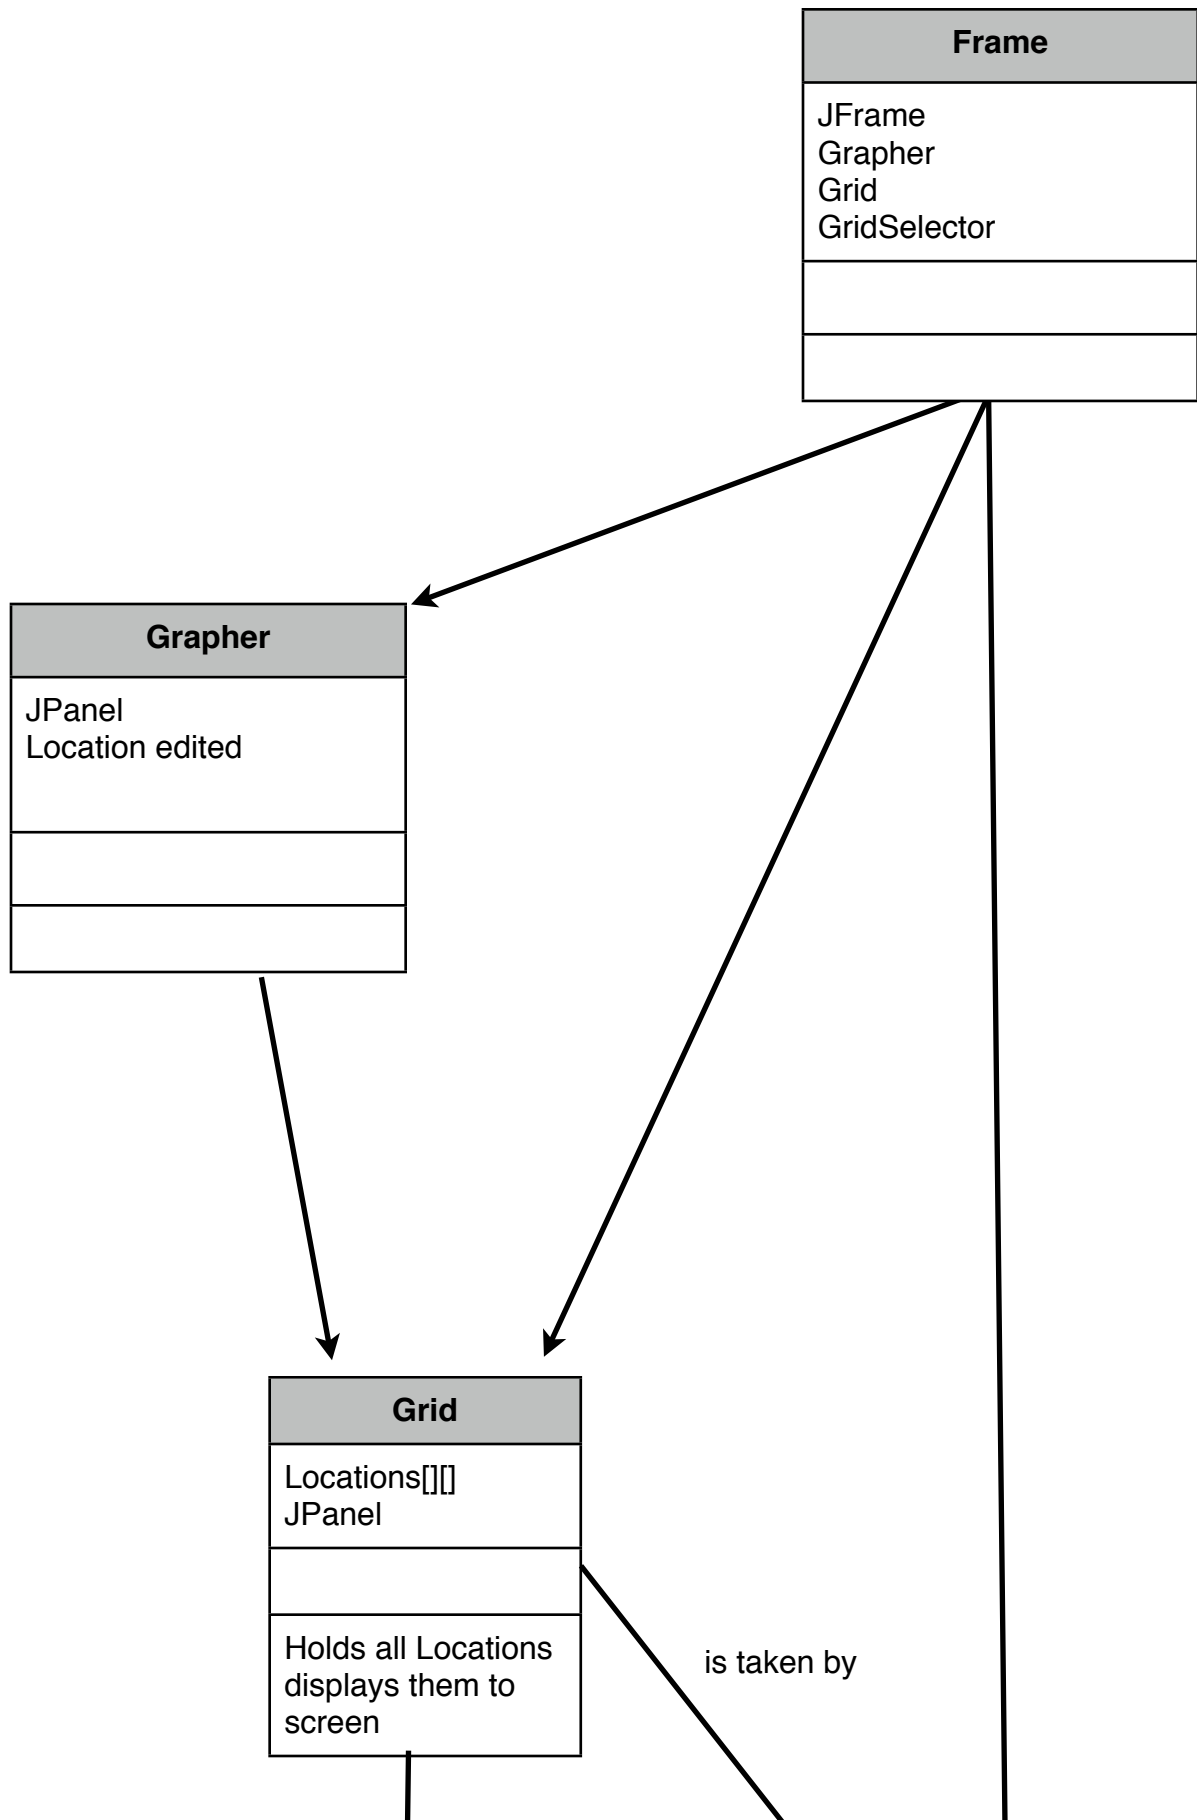 Frame
JFrame
Grapher
Grid
GridSelector
Grapher
JPanel
Location edited
Grid
Locations[][]
JPanel
Holds all Locations
displays them to
screen
is taken by